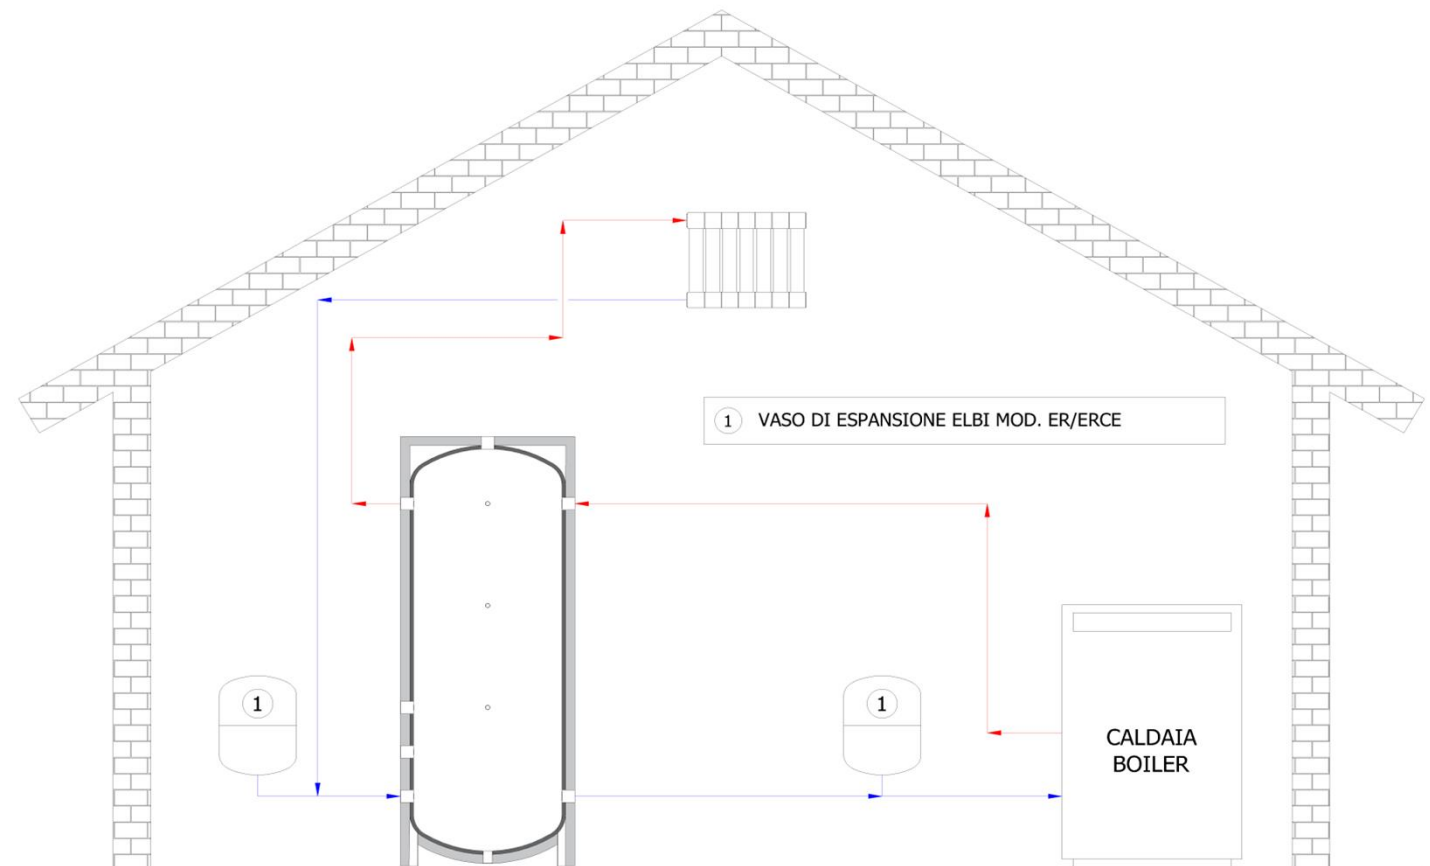 1 VASO DI ESPANSIONE ELBI MOD. ER/ERCE
1
1
CALDAIA
BOILER